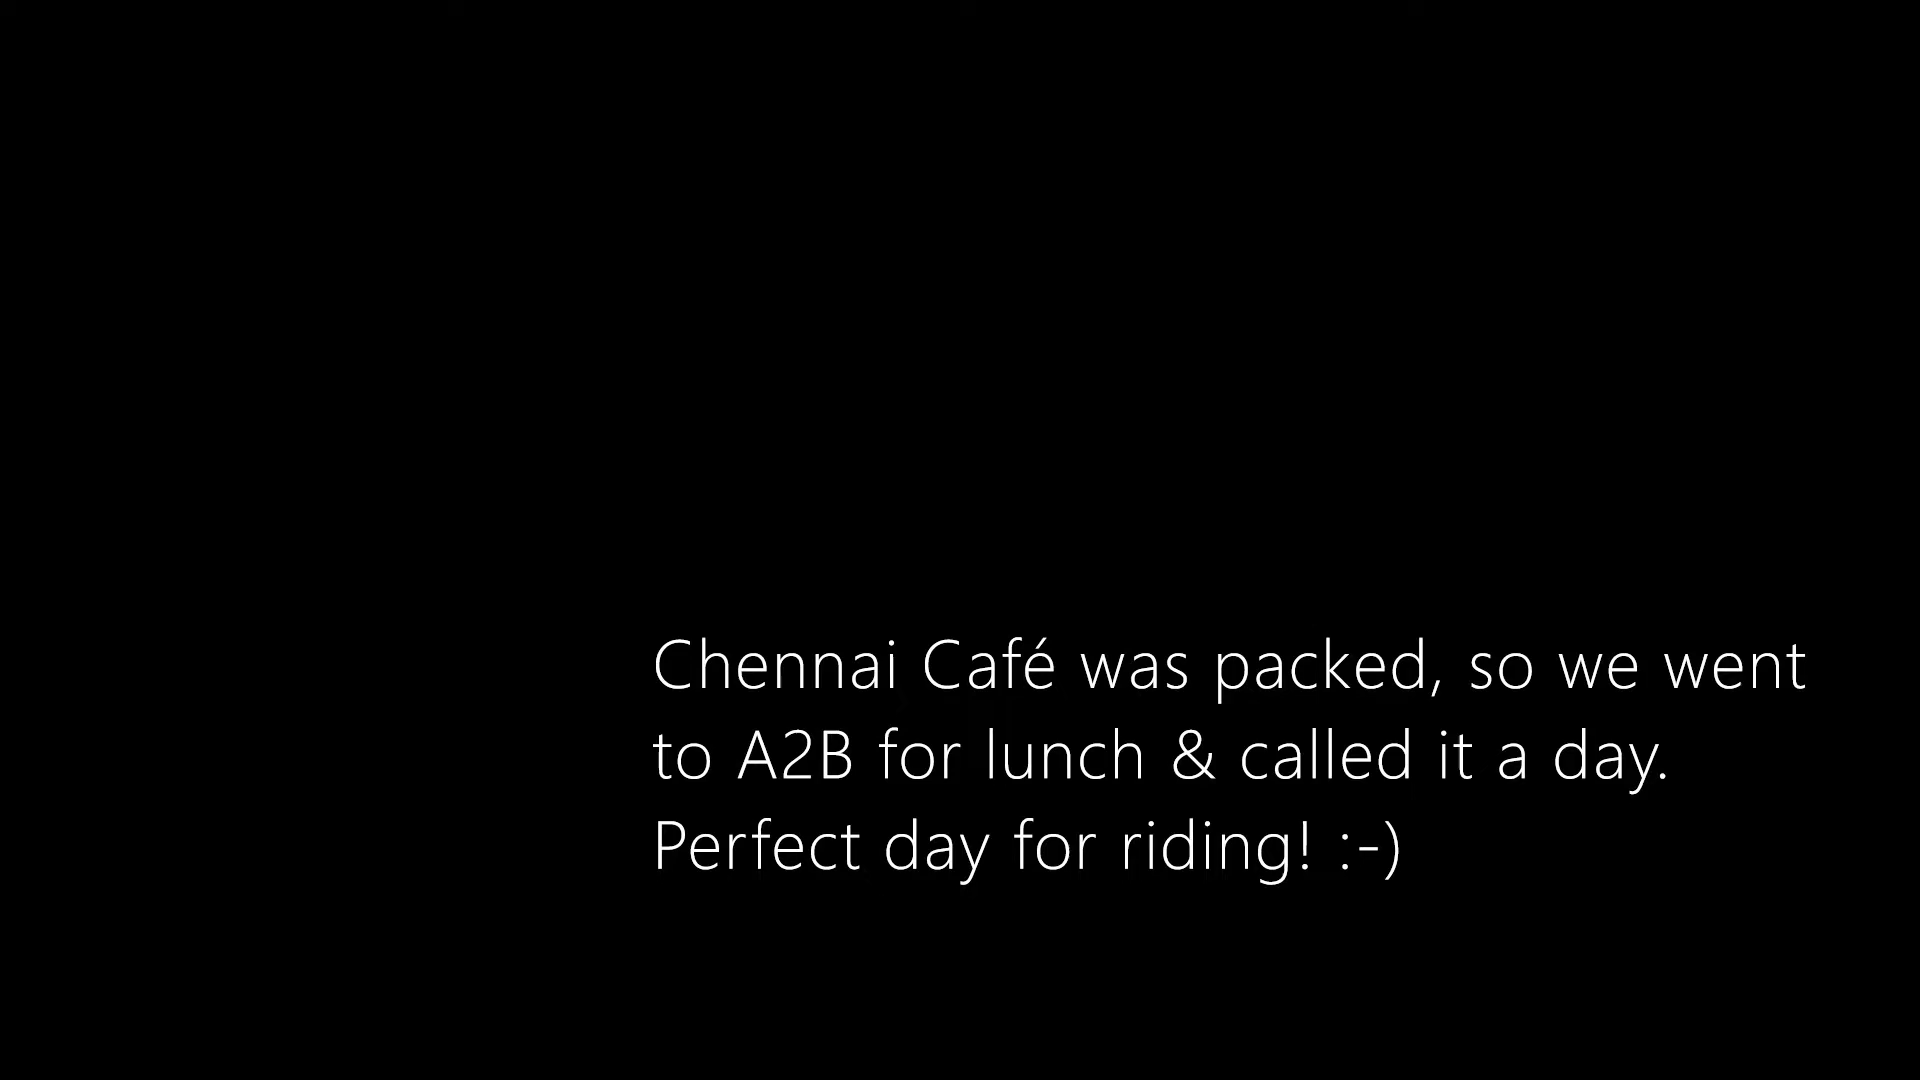 Chennai Café was packed, so we went
to A2B for lunch & called it a day.
Perfect day for riding! :-)